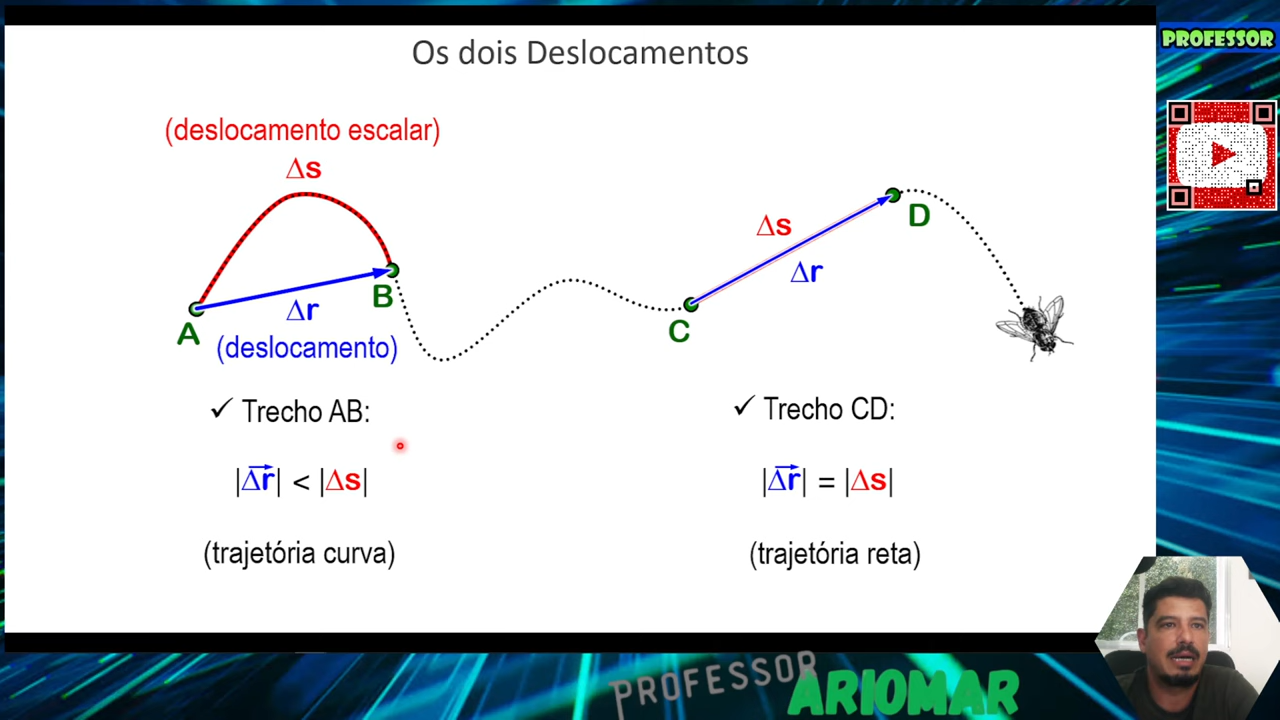 Os dois Deslocamentos
PROFESSOR
(deslocamento escalar)
Δs
A
B
Δr
(deslocamento)
Δs
Δr
C
D
✓ Trecho AB:
|Δr⃗| < |Δs|
(trajetória curva)
✓ Trecho CD:
|Δr⃗| = |Δs|
(trajetória reta)
PROFESSOR
ARIOMAR